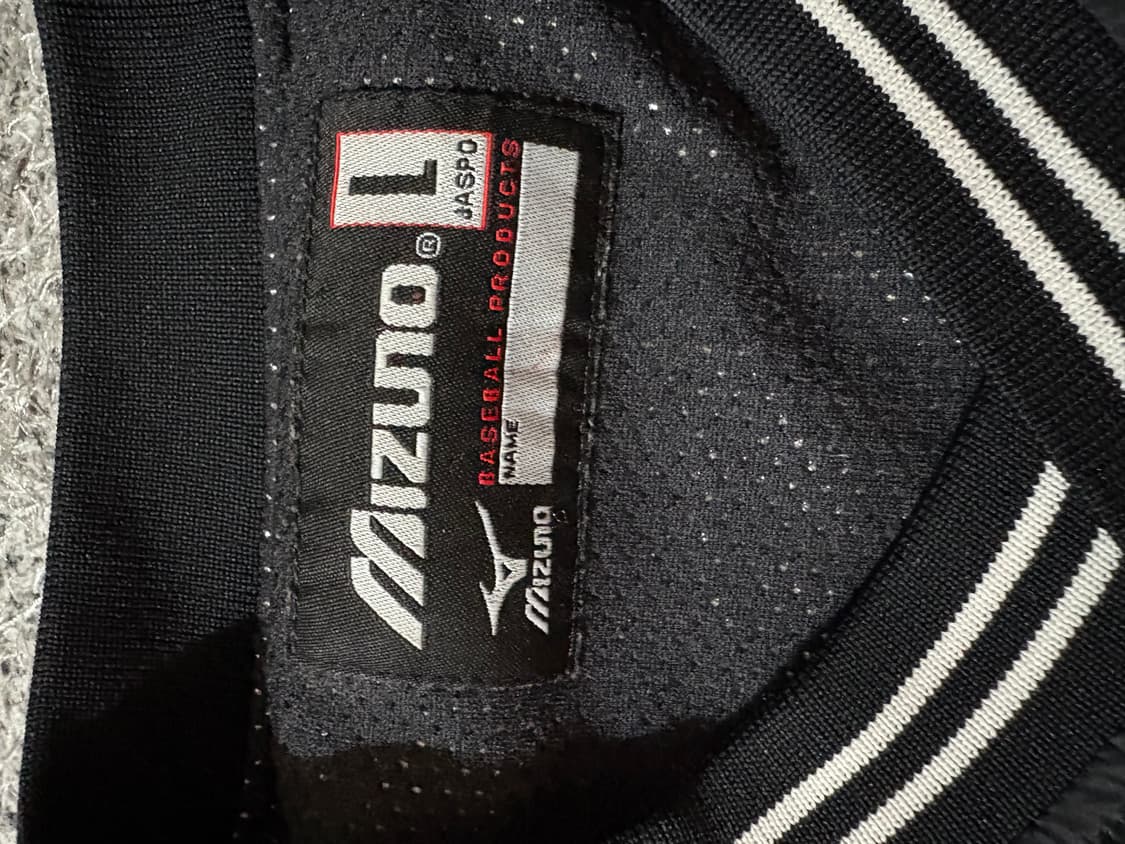 Mizuno®
L
JASPO
BASEBALL PRODUCTS
NAME
Mizuno